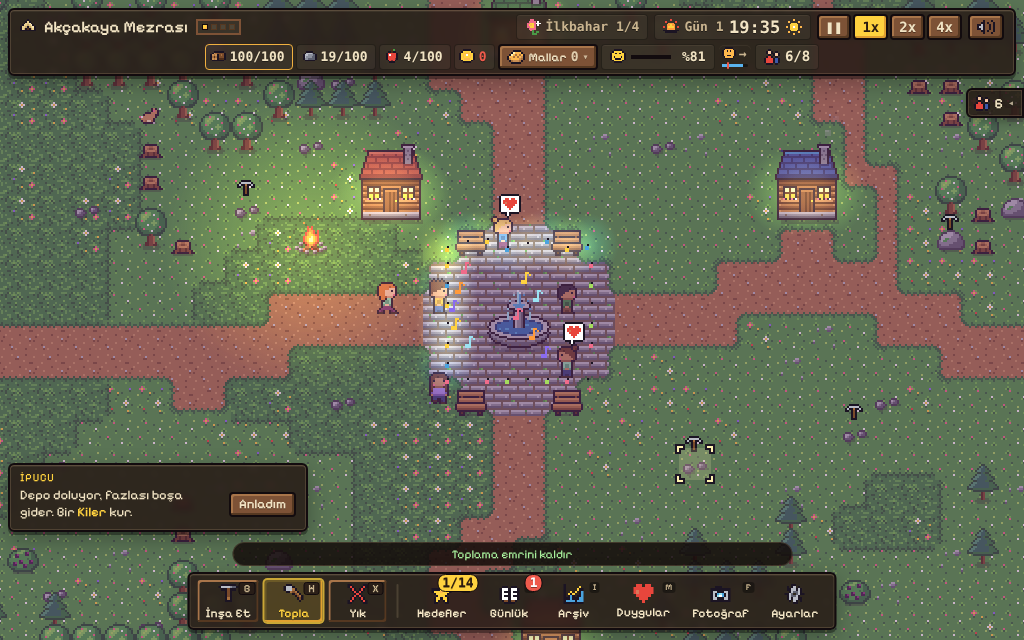 Akçakaya Mezrası
İlkbahar 1/4
Gün 1 19:35
1x
2x
4x
100/100
19/100
4/100
0
Mallar 0
%81
6/8
6
İPUCU
Depo doluyor, fazlası boşa
gider. Bir Kiler kur.
Anladım
Toplama emrini kaldır
B
İnşa Et
H
Topla
X
Yık
1/14
Hedefler
1
Günlük
I
Arşiv
M
Duygular
F
Fotoğraf
Ayarlar